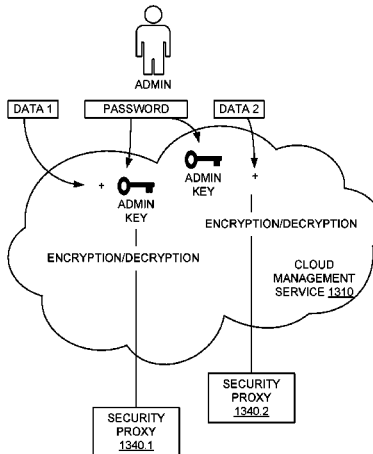 ADMIN
DATA 1
PASSWORD
DATA 2
+
ADMIN
KEY
ADMIN
KEY
+
ENCRYPTION/DECRYPTION
ENCRYPTION/DECRYPTION
CLOUD
MANAGEMENT
SERVICE 1310
SECURITY
PROXY
1340.2
SECURITY
PROXY
1340.1